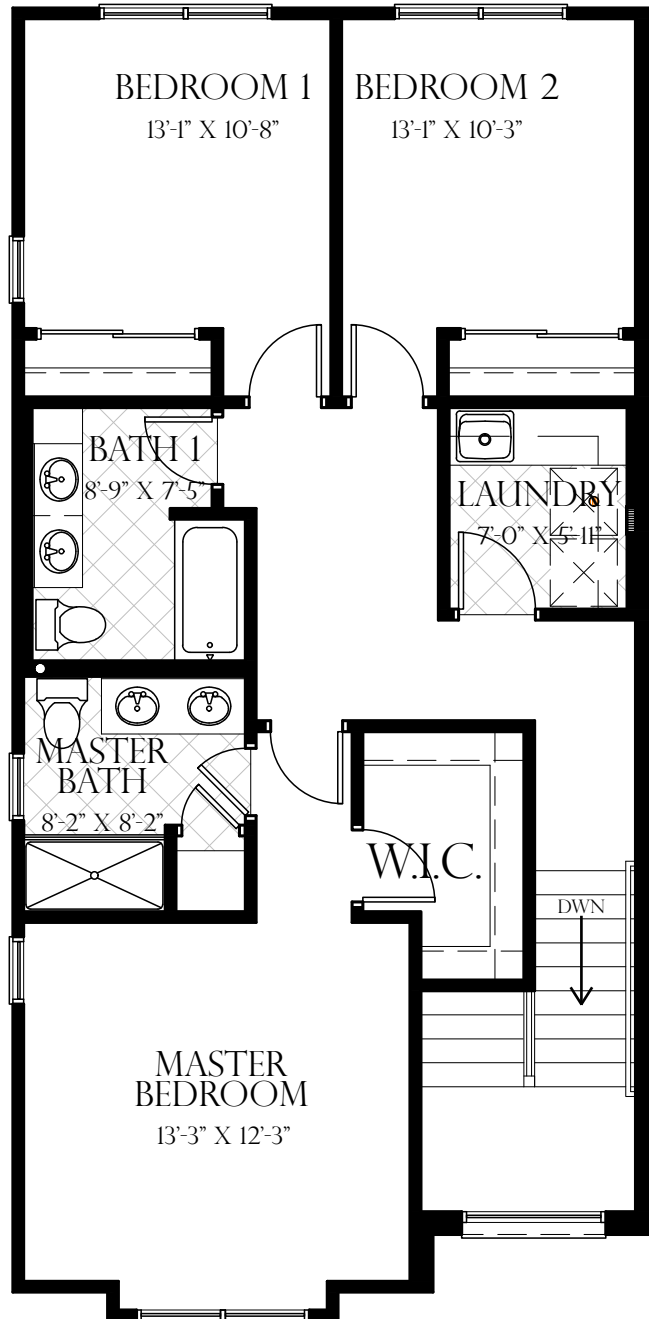 BEDROOM 1
13'-1" X 10'-8"
BEDROOM 2
13'-1" X 10'-3"
BATH 1
8'-9" X 7'-5"
LAUNDRY
7'-0" X 5'-11"
MASTER
BATH
8'-2" X 8'-2"
W.I.C.
DWN
MASTER
BEDROOM
13'-3" X 12'-3"